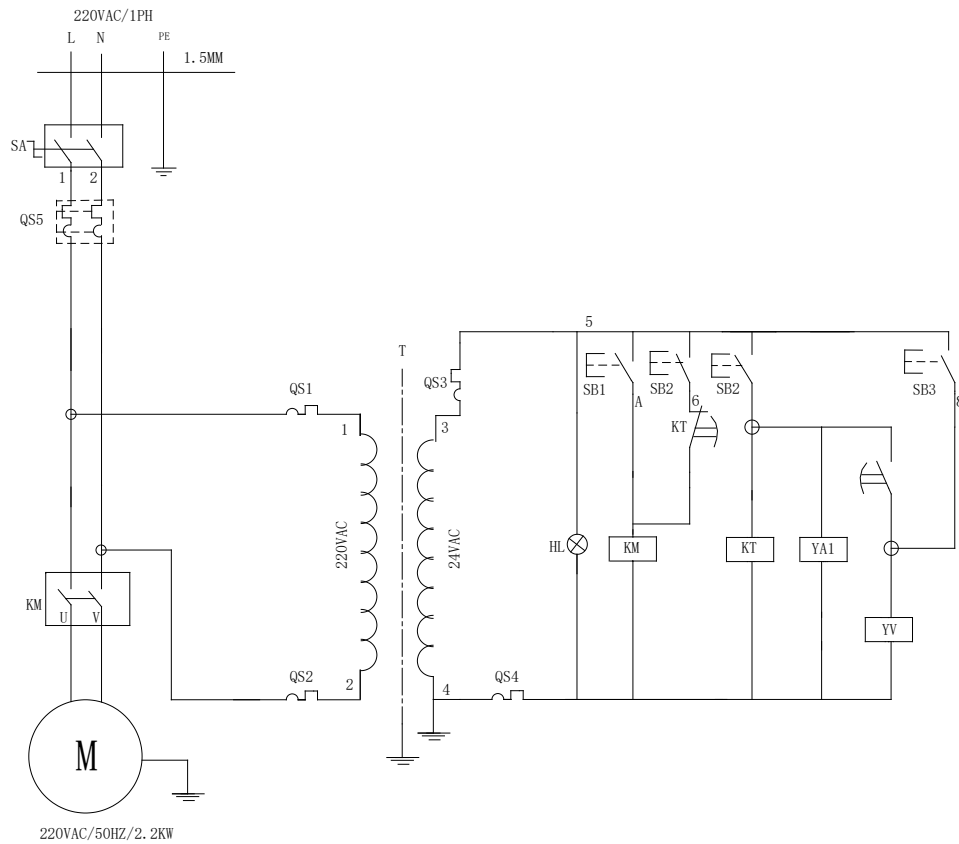 220VAC/1PH
L N PE
1.5MM
SA
1 2
QS5
5
T
QS1 QS3 SB1 SB2 SB2 SB3
A 6 8
1 3 KT
220VAC 24VAC
HL KM KT YA1
KM U V
YV
QS2 2 4 QS4
M
220VAC/50HZ/2.2KW